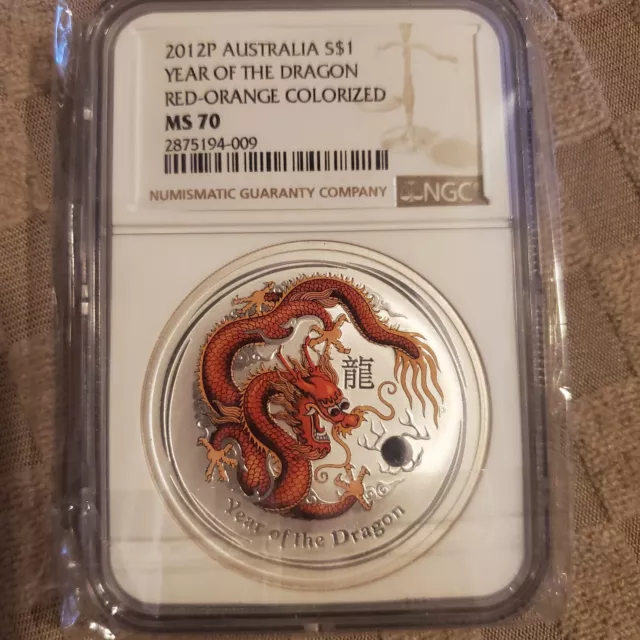 2012P AUSTRALIA S$1
YEAR OF THE DRAGON
RED-ORANGE COLORIZED
MS 70
2875194-009
NUMISMATIC GUARANTY COMPANY
NGC
龍
Year of the Dragon